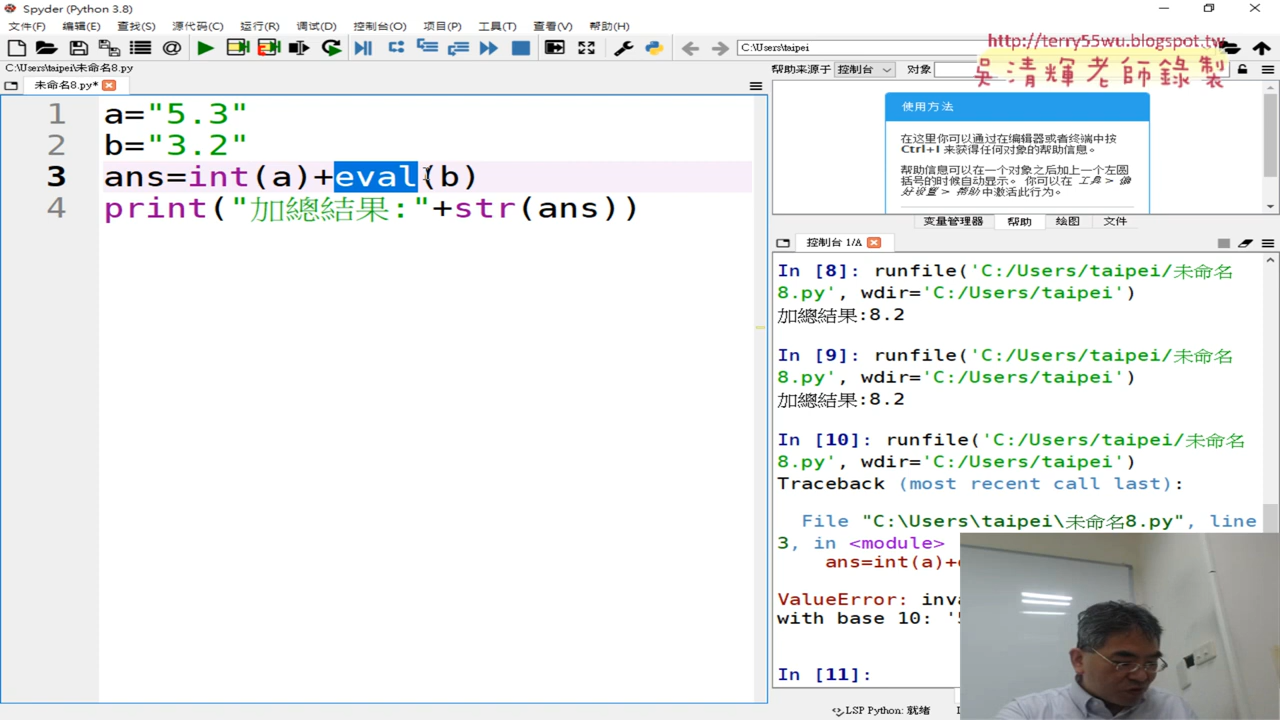 Spyder (Python 3.8)
文件(F) 编辑(E) 查找(S) 源代码(C) 运行(R) 调试(D) 控制台(O) 项目(P) 工具(T) 查看(V) 帮助(H)
C:\Users\taipei
http://terry55wu.blogspot.tw
吳清輝老師錄製
C:\Users\taipei\未命名8.py
未命名8.py*
1 a="5.3"
2 b="3.2"
3 ans=int(a)+eval(b)
4 print("加總結果:"+str(ans))
帮助来源于 控制台 对象
使用方法
在这里你可以通过在编辑器或者终端中按
Ctrl+I 来获得任何对象的帮助信息。
帮助信息可以在一个对象之后加上一个左圆
括号的时候自动显示。 你可以在 工具 > 偏
好设置 > 帮助 中激活此行为。
变量管理器 帮助 绘图 文件
控制台 1/A
In [8]: runfile('C:/Users/taipei/未命名
8.py', wdir='C:/Users/taipei')
加總結果:8.2
In [9]: runfile('C:/Users/taipei/未命名
8.py', wdir='C:/Users/taipei')
加總結果:8.2
In [10]: runfile('C:/Users/taipei/未命名
8.py', wdir='C:/Users/taipei')
Traceback (most recent call last):
File "C:\Users\taipei\未命名8.py", line
3, in <module>
ans=int(a)+
ValueError: inva
with base 10: '5
In [11]:
LSP Python: 就绪